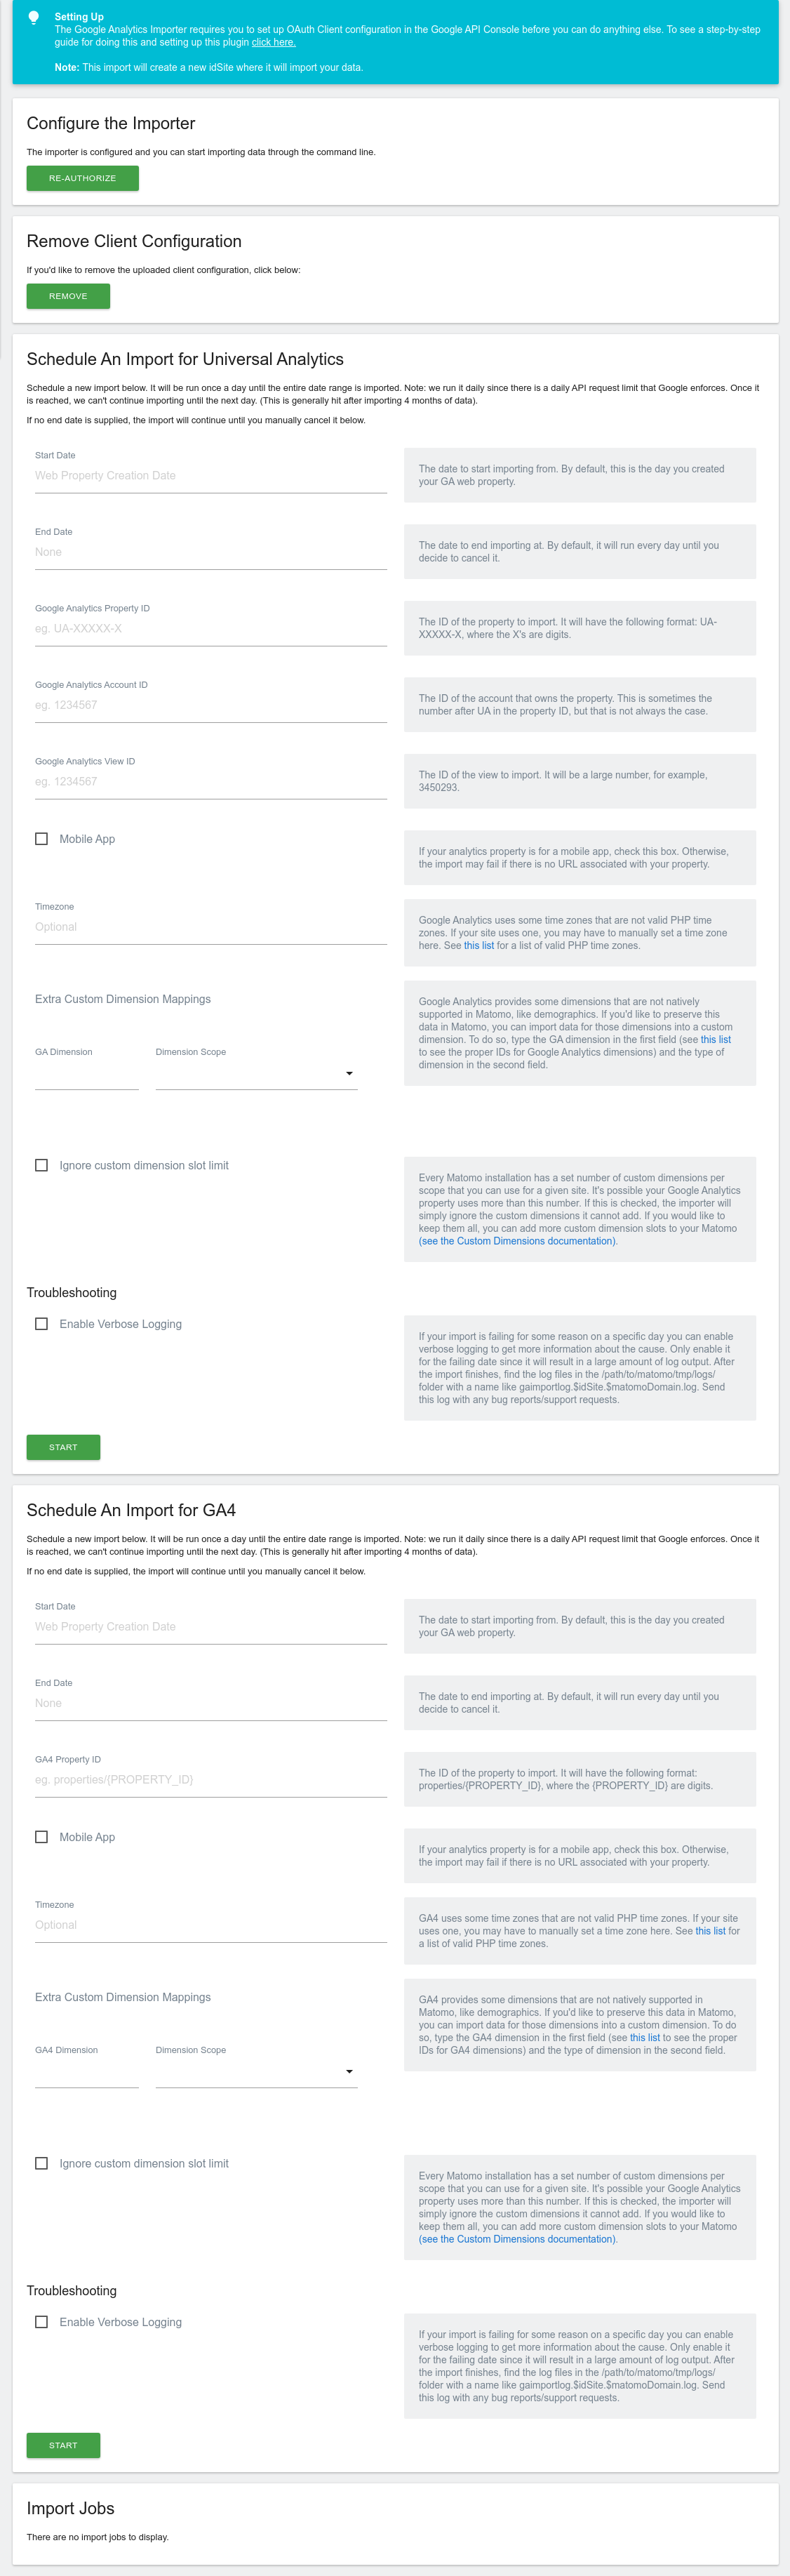 Setting Up
The Google Analytics Importer requires you to set up OAuth Client configuration in the Google API Console before you can do anything else. To see a step-by-step
guide for doing this and setting up this plugin click here.
Note: This import will create a new idSite where it will import your data.
Configure the Importer
The importer is configured and you can start importing data through the command line.
RE-AUTHORIZE
Remove Client Configuration
If you'd like to remove the uploaded client configuration, click below:
REMOVE
Schedule An Import for Universal Analytics
Schedule a new import below. It will be run once a day until the entire date range is imported. Note: we run it daily since there is a daily API request limit that Google enforces. Once it
is reached, we can't continue importing until the next day. (This is generally hit after importing 4 months of data).
If no end date is supplied, the import will continue until you manually cancel it below.
Start Date
Web Property Creation Date
The date to start importing from. By default, this is the day you created
your GA web property.
End Date
None
The date to end importing at. By default, it will run every day until you
decide to cancel it.
Google Analytics Property ID
eg. UA-XXXXX-X
The ID of the property to import. It will have the following format: UA-
XXXXX-X, where the X's are digits.
Google Analytics Account ID
eg. 1234567
The ID of the account that owns the property. This is sometimes the
number after UA in the property ID, but that is not always the case.
Google Analytics View ID
eg. 1234567
The ID of the view to import. It will be a large number, for example,
3450293.
Mobile App
If your analytics property is for a mobile app, check this box. Otherwise,
the import may fail if there is no URL associated with your property.
Timezone
Optional
Google Analytics uses some time zones that are not valid PHP time
zones. If your site uses one, you may have to manually set a time zone
here. See this list for a list of valid PHP time zones.
Extra Custom Dimension Mappings
GA Dimension
Dimension Scope
Google Analytics provides some dimensions that are not natively
supported in Matomo, like demographics. If you'd like to preserve this
data in Matomo, you can import data for those dimensions into a custom
dimension. To do so, type the GA dimension in the first field (see this list
to see the proper IDs for Google Analytics dimensions) and the type of
dimension in the second field.
Ignore custom dimension slot limit
Every Matomo installation has a set number of custom dimensions per
scope that you can use for a given site. It's possible your Google Analytics
property uses more than this number. If this is checked, the importer will
simply ignore the custom dimensions it cannot add. If you would like to
keep them all, you can add more custom dimension slots to your Matomo
(see the Custom Dimensions documentation).
Troubleshooting
Enable Verbose Logging
If your import is failing for some reason on a specific day you can enable
verbose logging to get more information about the cause. Only enable it
for the failing date since it will result in a large amount of log output. After
the import finishes, find the log files in the /path/to/matomo/tmp/logs/
folder with a name like gaimportlog.$idSite.$matomoDomain.log. Send
this log with any bug reports/support requests.
START
Schedule An Import for GA4
Schedule a new import below. It will be run once a day until the entire date range is imported. Note: we run it daily since there is a daily API request limit that Google enforces. Once it
is reached, we can't continue importing until the next day. (This is generally hit after importing 4 months of data).
If no end date is supplied, the import will continue until you manually cancel it below.
Start Date
Web Property Creation Date
The date to start importing from. By default, this is the day you created
your GA web property.
End Date
None
The date to end importing at. By default, it will run every day until you
decide to cancel it.
GA4 Property ID
eg. properties/{PROPERTY_ID}
The ID of the property to import. It will have the following format:
properties/{PROPERTY_ID}, where the {PROPERTY_ID} are digits.
Mobile App
If your analytics property is for a mobile app, check this box. Otherwise,
the import may fail if there is no URL associated with your property.
Timezone
Optional
GA4 uses some time zones that are not valid PHP time zones. If your site
uses one, you may have to manually set a time zone here. See this list for
a list of valid PHP time zones.
Extra Custom Dimension Mappings
GA4 Dimension
Dimension Scope
GA4 provides some dimensions that are not natively supported in
Matomo, like demographics. If you'd like to preserve this data in Matomo,
you can import data for those dimensions into a custom dimension. To do
so, type the GA4 dimension in the first field (see this list to see the proper
IDs for GA4 dimensions) and the type of dimension in the second field.
Ignore custom dimension slot limit
Every Matomo installation has a set number of custom dimensions per
scope that you can use for a given site. It's possible your Google Analytics
property uses more than this number. If this is checked, the importer will
simply ignore the custom dimensions it cannot add. If you would like to
keep them all, you can add more custom dimension slots to your Matomo
(see the Custom Dimensions documentation).
Troubleshooting
Enable Verbose Logging
If your import is failing for some reason on a specific day you can enable
verbose logging to get more information about the cause. Only enable it
for the failing date since it will result in a large amount of log output. After
the import finishes, find the log files in the /path/to/matomo/tmp/logs/
folder with a name like gaimportlog.$idSite.$matomoDomain.log. Send
this log with any bug reports/support requests.
START
Import Jobs
There are no import jobs to display.